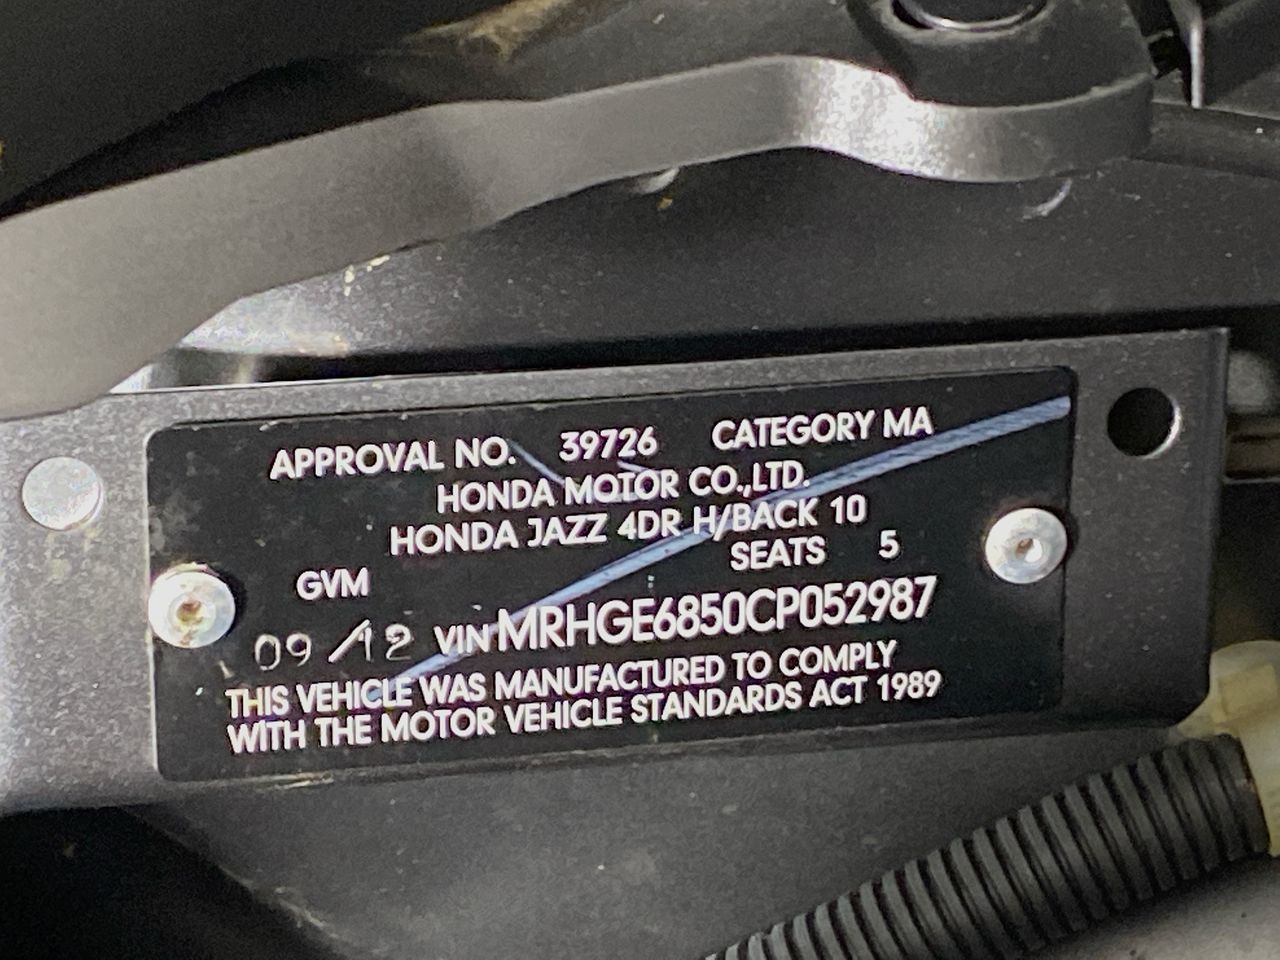 APPROVAL NO. 39726 CATEGORY MA
HONDA MOTOR CO.,LTD.
HONDA JAZZ 4DR H/BACK 10
SEATS 5
GVM
09/12 VIN MRHGE6850CP052987
THIS VEHICLE WAS MANUFACTURED TO COMPLY
WITH THE MOTOR VEHICLE STANDARDS ACT 1989